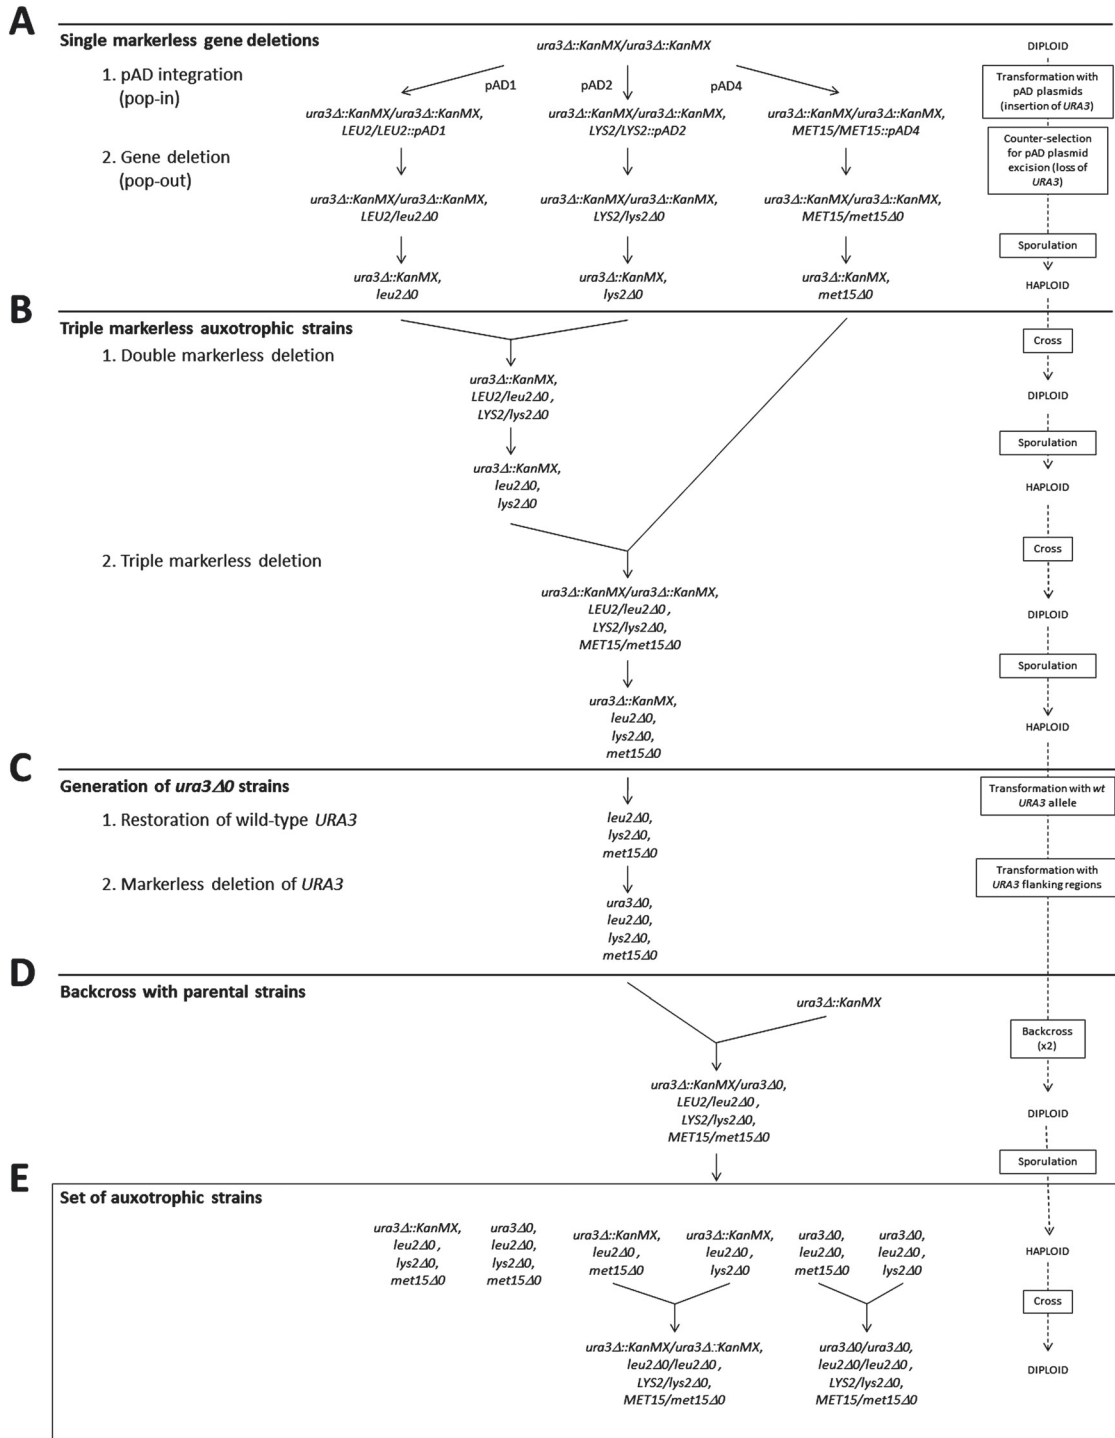 A
Single markerless gene deletions
ura3Δ::KanMX/ura3Δ::KanMX
DIPLOID
1. pAD integration
(pop-in)
pAD1
pAD2
pAD4
Transformation with
pAD plasmids
(insertion of URA3)
ura3Δ::KanMX/ura3Δ::KanMX,
LEU2/LEU2::pAD1
ura3Δ::KanMX/ura3Δ::KanMX,
LYS2/LYS2::pAD2
ura3Δ::KanMX/ura3Δ::KanMX,
MET15/MET15::pAD4
2. Gene deletion
(pop-out)
Counter-selection
for pAD plasmid
excision (loss of
URA3)
ura3Δ::KanMX/ura3Δ::KanMX,
LEU2/leu2Δ0
ura3Δ::KanMX/ura3Δ::KanMX,
LYS2/lys2Δ0
ura3Δ::KanMX/ura3Δ::KanMX,
MET15/met15Δ0
Sporulation
ura3Δ::KanMX,
leu2Δ0
ura3Δ::KanMX,
lys2Δ0
ura3Δ::KanMX,
met15Δ0
HAPLOID
B
Triple markerless auxotrophic strains
1. Double markerless deletion
Cross
ura3Δ::KanMX,
LEU2/leu2Δ0 ,
LYS2/lys2Δ0
DIPLOID
Sporulation
ura3Δ::KanMX,
leu2Δ0,
lys2Δ0
HAPLOID
2. Triple markerless deletion
Cross
ura3Δ::KanMX/ura3Δ::KanMX,
LEU2/leu2Δ0 ,
LYS2/lys2Δ0,
MET15/met15Δ0
DIPLOID
Sporulation
ura3Δ::KanMX,
leu2Δ0,
lys2Δ0,
met15Δ0
HAPLOID
C
Generation of ura3Δ0 strains
1. Restoration of wild-type URA3
leu2Δ0,
lys2Δ0,
met15Δ0
Transformation with wt
URA3 allele
2. Markerless deletion of URA3
ura3Δ0,
leu2Δ0,
lys2Δ0,
met15Δ0
Transformation with
URA3 flanking regions
D
Backcross with parental strains
ura3Δ::KanMX
Backcross
(x2)
ura3Δ::KanMX/ura3Δ0,
LEU2/leu2Δ0 ,
LYS2/lys2Δ0,
MET15/met15Δ0
DIPLOID
Sporulation
E
Set of auxotrophic strains
ura3Δ::KanMX,
leu2Δ0 ,
lys2Δ0,
met15Δ0
ura3Δ0,
leu2Δ0,
lys2Δ0,
met15Δ0
ura3Δ::KanMX,
leu2Δ0 ,
met15Δ0
ura3Δ::KanMX,
leu2Δ0 ,
lys2Δ0
ura3Δ0,
leu2Δ0,
met15Δ0
ura3Δ0,
leu2Δ0 ,
lys2Δ0
HAPLOID
Cross
ura3Δ::KanMX/ura3Δ::KanMX,
leu2Δ0/leu2Δ0 ,
LYS2/lys2Δ0,
MET15/met15Δ0
ura3Δ0/ura3Δ0,
leu2Δ0/leu2Δ0 ,
LYS2/lys2Δ0,
MET15/met15Δ0
DIPLOID